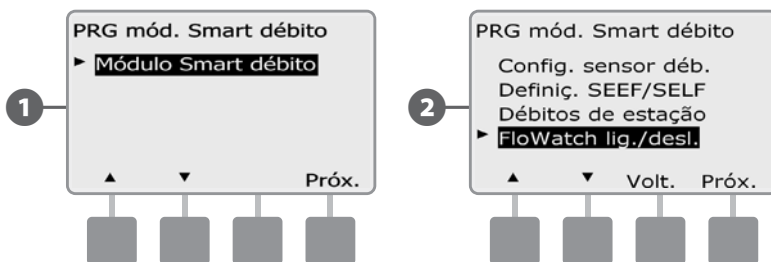 1
PRG mód. Smart débito
► Módulo Smart débito
▲ ▼ Próx.
2
PRG mód. Smart débito
Config. sensor déb.
Definiç. SEEF/SELF
Débitos de estação
► FloWatch lig./desl.
▲ ▼ Volt. Próx.